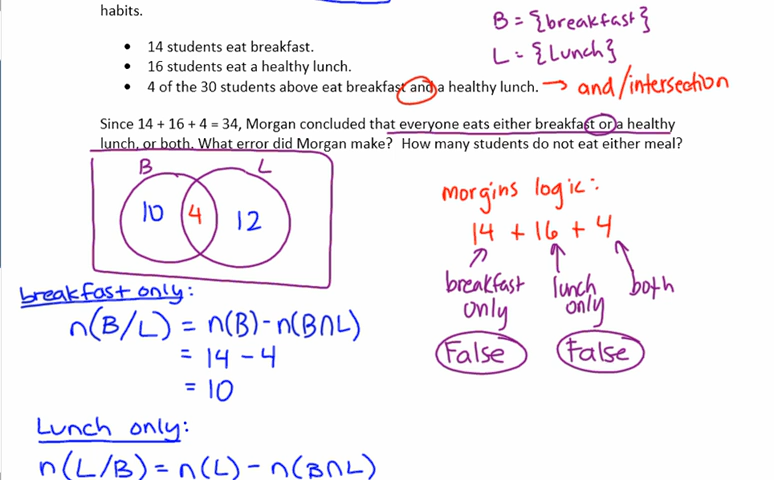 habits.
B = {breakfast}
L = {Lunch}
• 14 students eat breakfast.
• 16 students eat a healthy lunch.
• 4 of the 30 students above eat breakfast and a healthy lunch. → and/intersection
Since 14 + 16 + 4 = 34, Morgan concluded that everyone eats either breakfast or a healthy
lunch, or both. What error did Morgan make? How many students do not eat either meal?
B L
10 4 12
morgins logic:
14 + 16 + 4
breakfast only
lunch only
both
False False
breakfast only:
n(B/L) = n(B) - n(B∩L)
= 14 - 4
= 10
Lunch only:
n(L/B) = n(L) - n(B∩L)